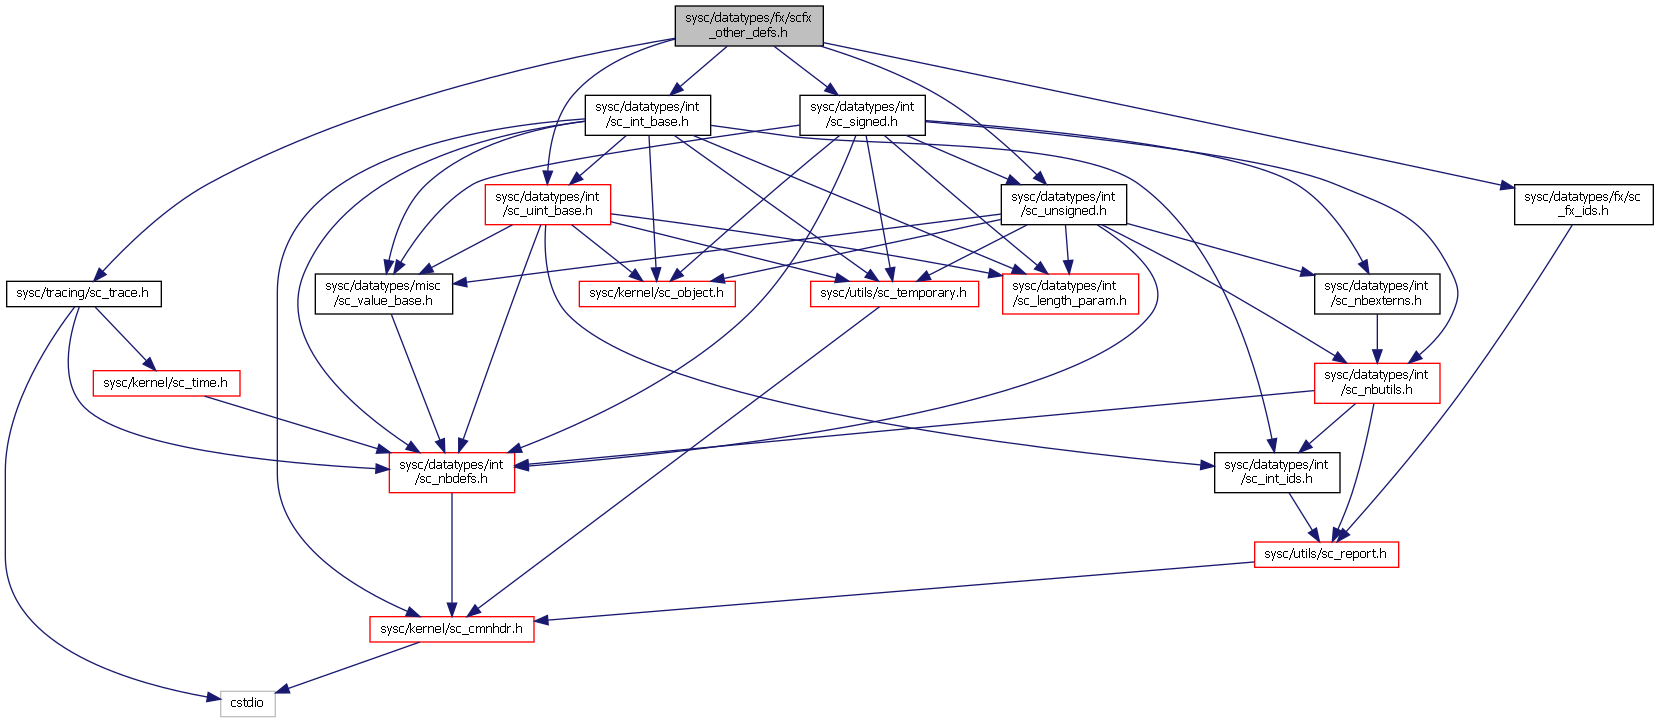 sysc/datatypes/fx/scfx
_other_defs.h
sysc/datatypes/int
/sc_int_base.h
sysc/datatypes/int
/sc_signed.h
sysc/datatypes/int
/sc_uint_base.h
sysc/datatypes/int
/sc_unsigned.h
sysc/datatypes/fx/sc
_fx_ids.h
sysc/tracing/sc_trace.h
sysc/datatypes/misc
/sc_value_base.h
sysc/kernel/sc_object.h
sysc/utils/sc_temporary.h
sysc/datatypes/int
/sc_length_param.h
sysc/datatypes/int
/sc_nbexterns.h
sysc/kernel/sc_time.h
sysc/datatypes/int
/sc_nbutils.h
sysc/datatypes/int
/sc_nbdefs.h
sysc/datatypes/int
/sc_int_ids.h
sysc/utils/sc_report.h
sysc/kernel/sc_cmnhdr.h
cstdio